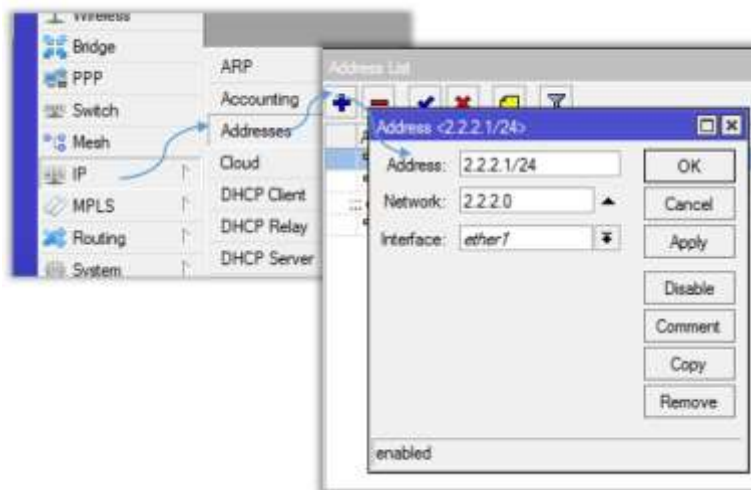 Wireless
Bridge
PPP
Switch
Mesh
IP
MPLS
Routing
System
ARP
Accounting
Addresses
Cloud
DHCP Client
DHCP Relay
DHCP Server
Address List
Address <2.2.2.1/24>
Address: 2.2.2.1/24
Network: 2.2.2.0
Interface: ether1
OK
Cancel
Apply
Disable
Comment
Copy
Remove
enabled